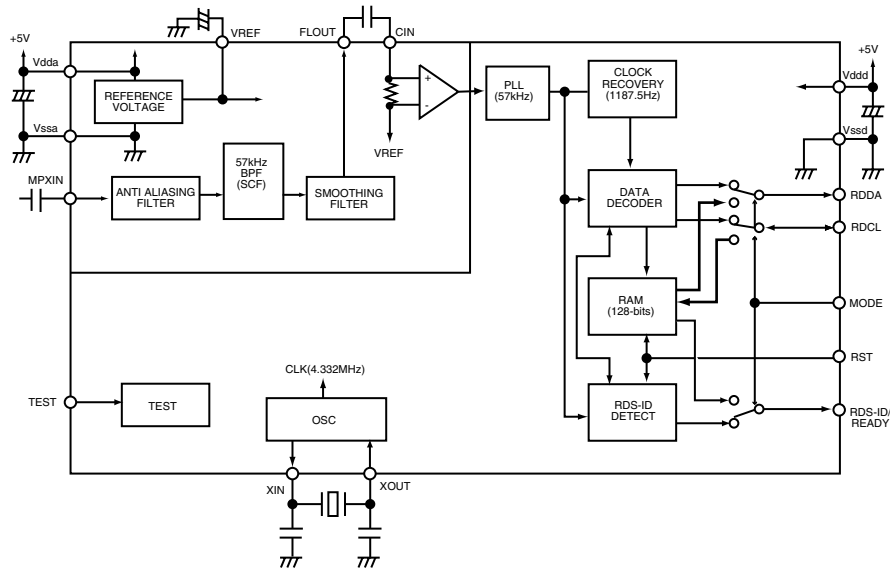 VREF
FLOUT
CIN
+5V
+5V
Vdda
Vddd
REFERENCE
VOLTAGE
+
-
PLL
(57kHz)
CLOCK
RECOVERY
(1187.5Hz)
Vssa
Vssd
VREF
MPXIN
ANTI ALIASING
FILTER
57kHz
BPF
(SCF)
SMOOTHING
FILTER
DATA
DECODER
RDDA
RDCL
RAM
(128-bits)
MODE
RST
CLK(4.332MHz)
TEST
TEST
OSC
RDS-ID
DETECT
RDS-ID/
READY
XIN
XOUT